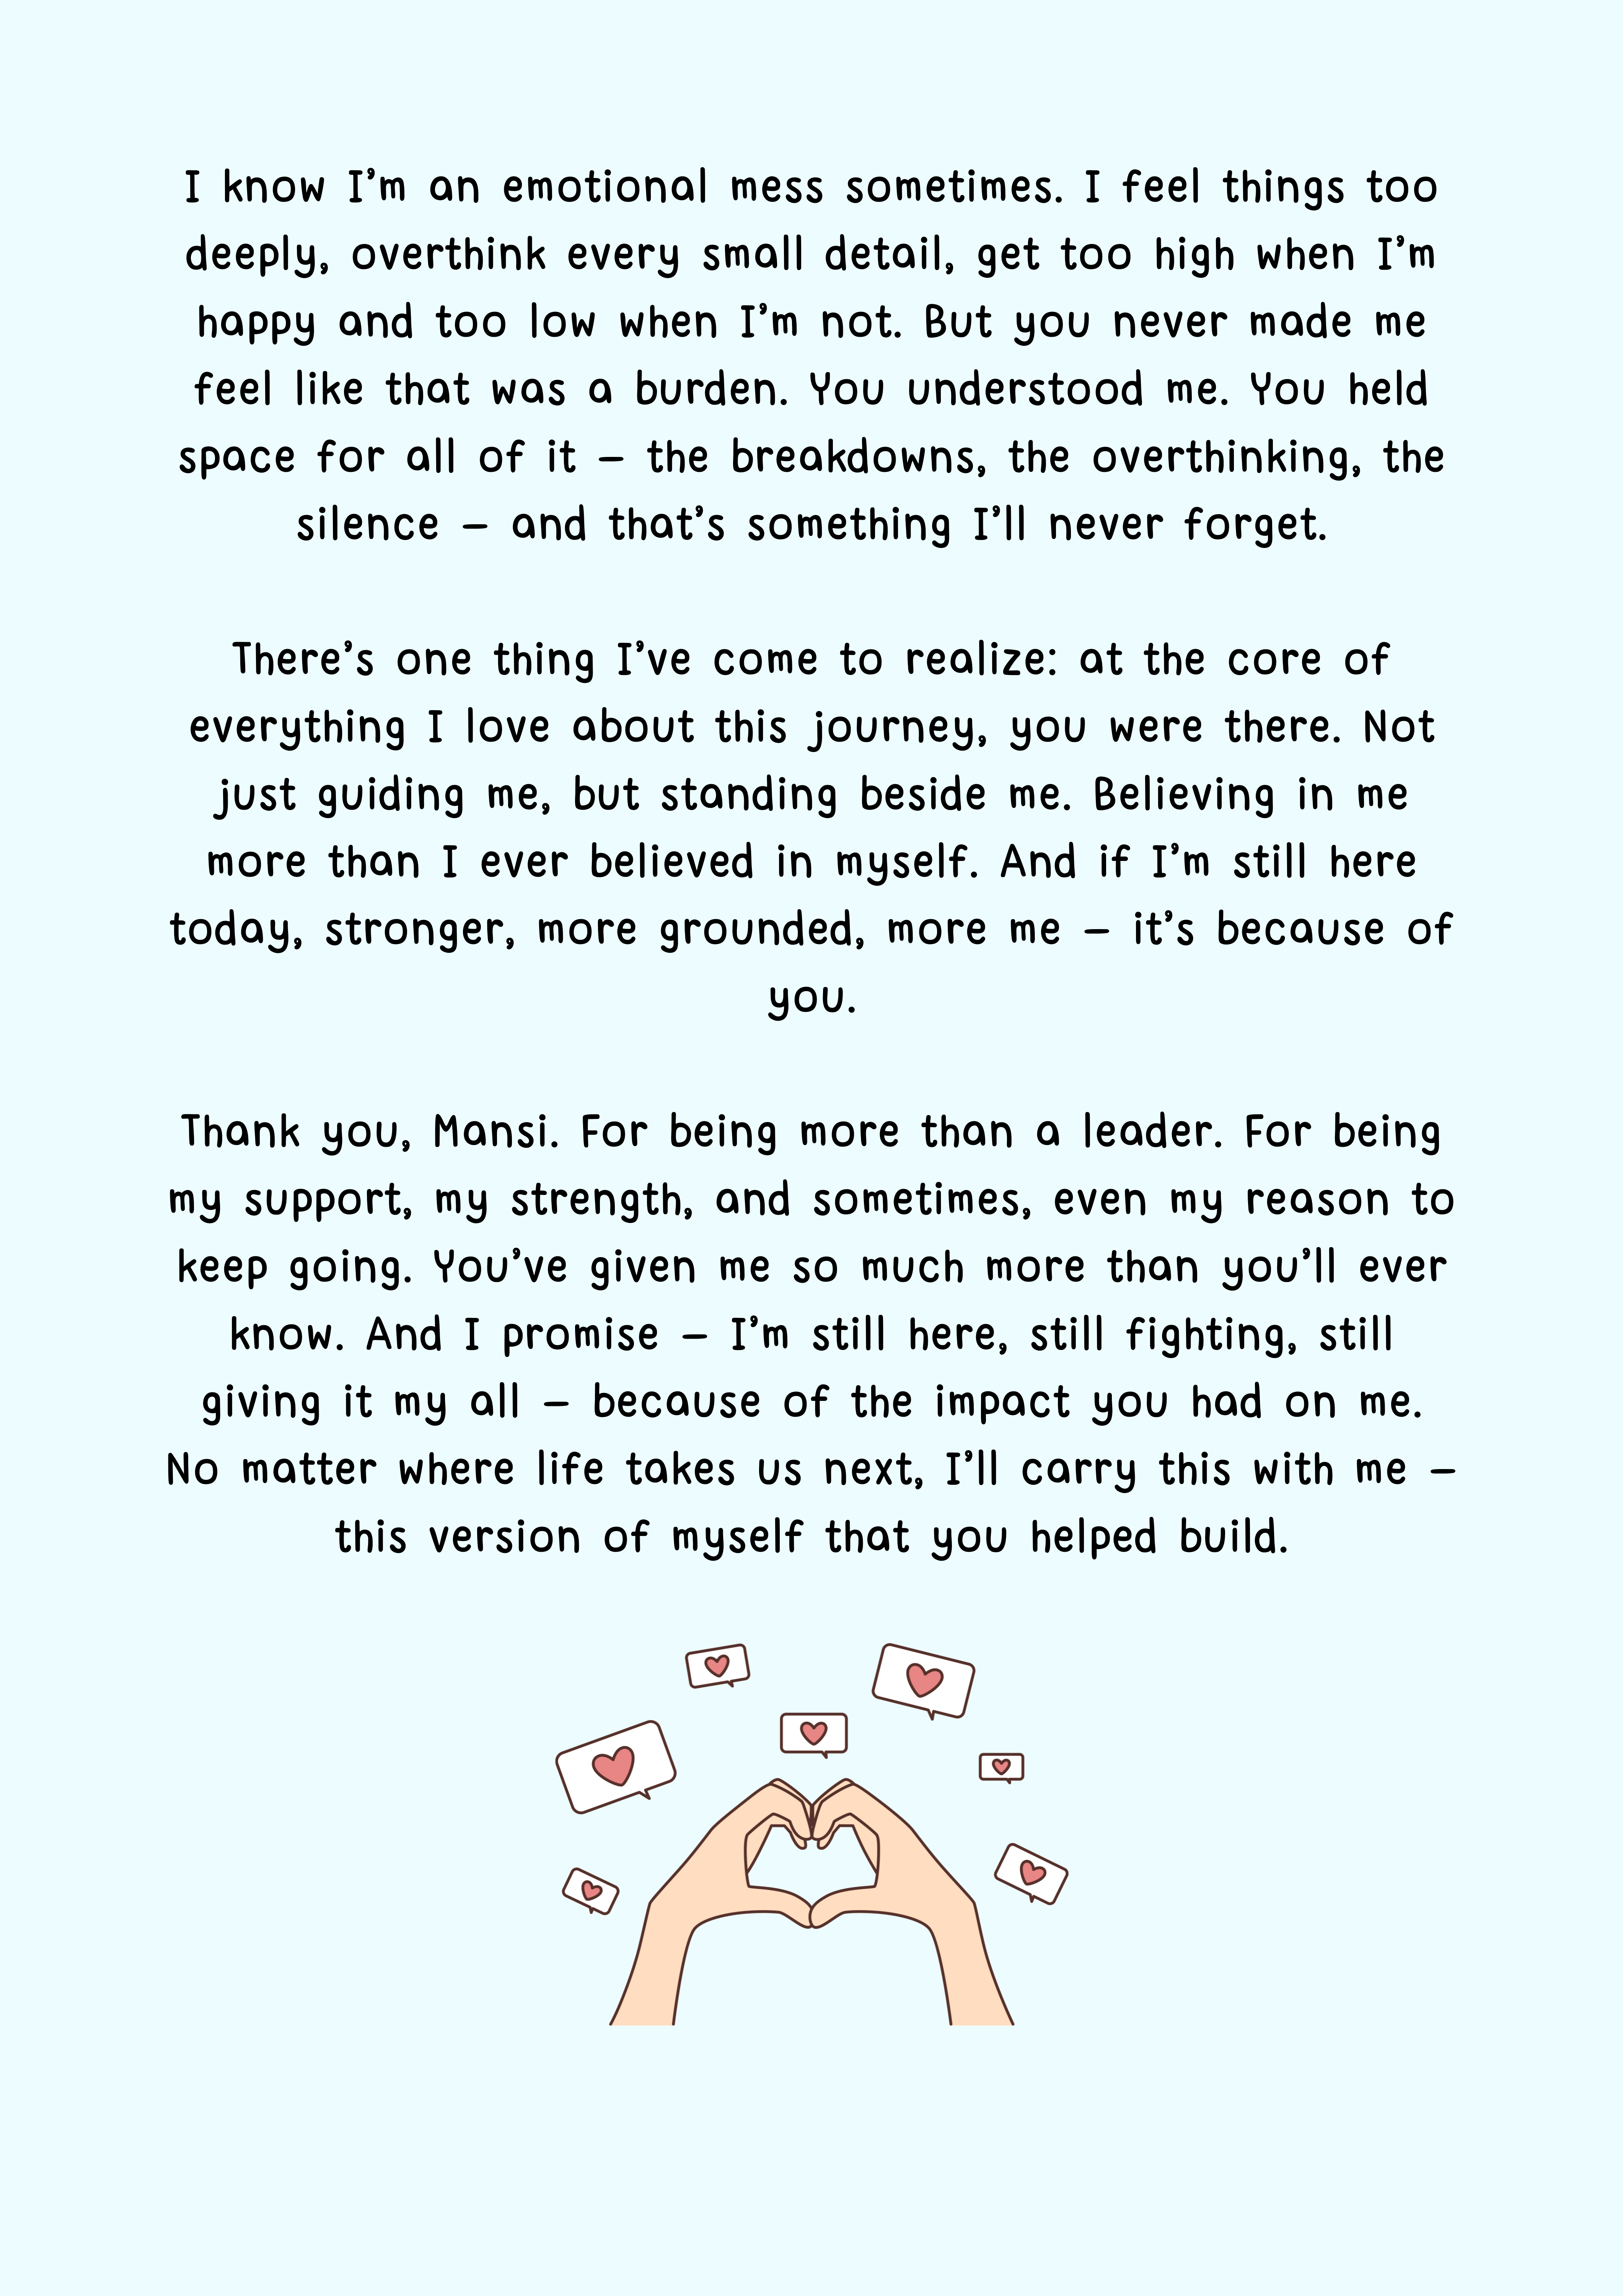 I know I’m an emotional mess sometimes. I feel things too
deeply, overthink every small detail, get too high when I’m
happy and too low when I’m not. But you never made me
feel like that was a burden. You understood me. You held
space for all of it – the breakdowns, the overthinking, the
silence – and that’s something I’ll never forget.
There’s one thing I’ve come to realize: at the core of
everything I love about this journey, you were there. Not
just guiding me, but standing beside me. Believing in me
more than I ever believed in myself. And if I’m still here
today, stronger, more grounded, more me – it’s because of
you.
Thank you, Mansi. For being more than a leader. For being
my support, my strength, and sometimes, even my reason to
keep going. You’ve given me so much more than you’ll ever
know. And I promise – I’m still here, still fighting, still
giving it my all – because of the impact you had on me.
No matter where life takes us next, I’ll carry this with me –
this version of myself that you helped build.